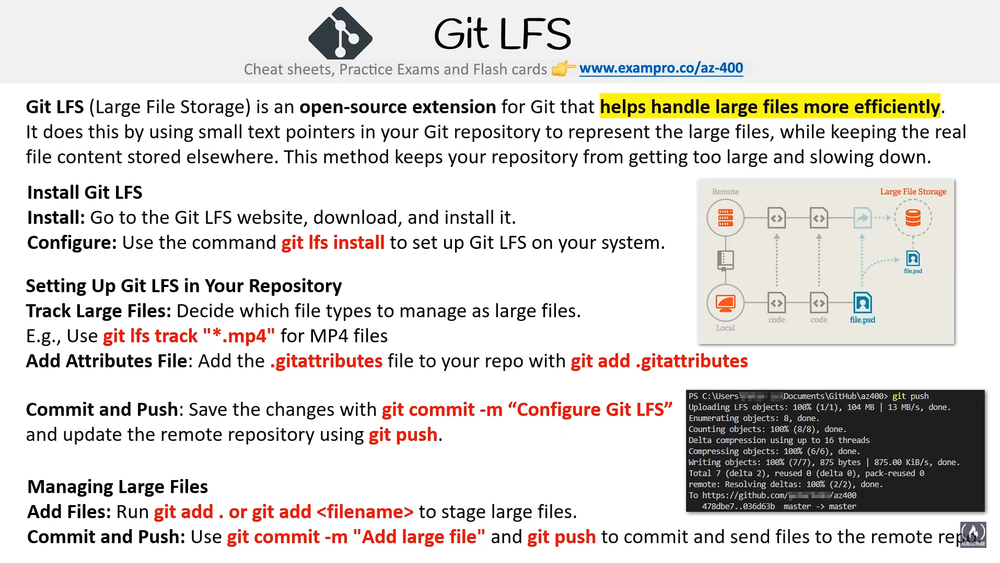 Git LFS
Cheat sheets, Practice Exams and Flash cards 👉 www.exampro.co/az-400
Git LFS (Large File Storage) is an open-source extension for Git that helps handle large files more efficiently.
It does this by using small text pointers in your Git repository to represent the large files, while keeping the real
file content stored elsewhere. This method keeps your repository from getting too large and slowing down.
Install Git LFS
Install: Go to the Git LFS website, download, and install it.
Configure: Use the command git lfs install to set up Git LFS on your system.
Setting Up Git LFS in Your Repository
Track Large Files: Decide which file types to manage as large files.
E.g., Use git lfs track "*.mp4" for MP4 files
Add Attributes File: Add the .gitattributes file to your repo with git add .gitattributes
Remote
Large File Storage
file.psd
code
code
file.psd
Local
Commit and Push: Save the changes with git commit -m “Configure Git LFS”
and update the remote repository using git push.
PS C:\Users\ Documents\GitHub\az400> git push
Uploading LFS objects: 100% (1/1), 104 MB | 13 MB/s, done.
Enumerating objects: 8, done.
Counting objects: 100% (8/8), done.
Delta compression using up to 16 threads
Compressing objects: 100% (6/6), done.
Writing objects: 100% (7/7), 875 bytes | 875.00 KiB/s, done.
Total 7 (delta 2), reused 0 (delta 0), pack-reused 0
remote: Resolving deltas: 100% (2/2), done.
To https://github.com/ /az400
478dbe7..036d63b master -> master
Managing Large Files
Add Files: Run git add . or git add <filename> to stage large files.
Commit and Push: Use git commit -m "Add large file" and git push to commit and send files to the remote repo
SUBSCRIBE